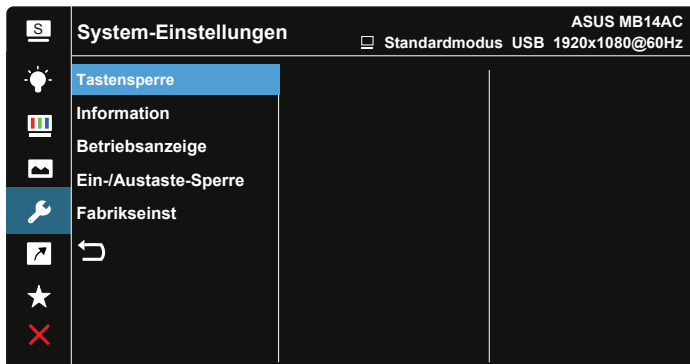 S
System-Einstellungen
ASUS MB14AC
Standardmodus USB 1920x1080@60Hz
Tastensperre
Information
Betriebsanzeige
Ein-/Austaste-Sperre
Fabrikseinst